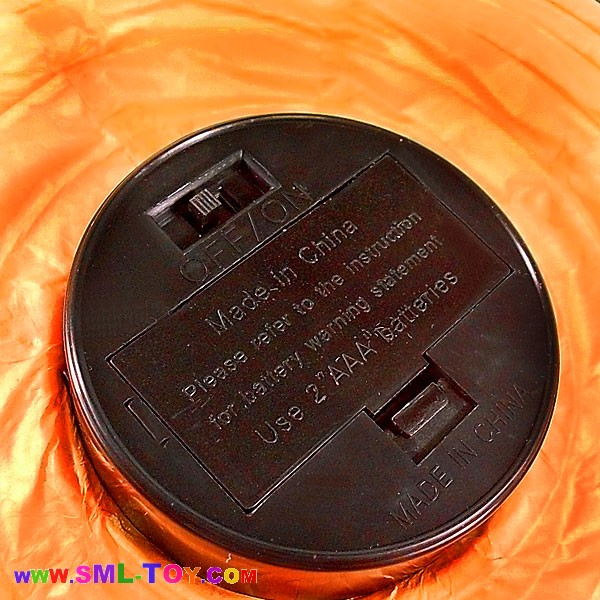 OFF/ON
Made in China
Please refer to the instruction
for battery warning statement
Use 2"AAA"Batteries
MADE IN CHINA
www.SML-TOY.COM